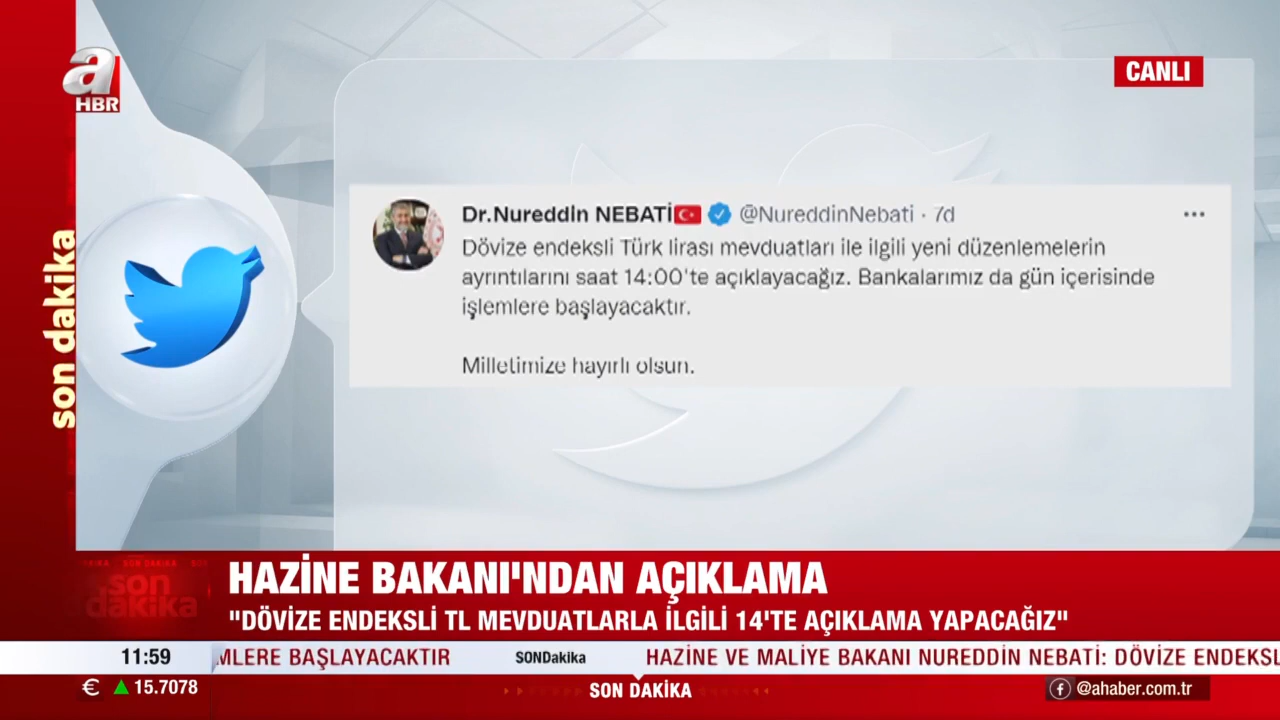 a
HBR
CANLI
son dakika
Dr.Nureddin NEBATİ @NureddinNebati · 7d
Dövize endeksli Türk lirası mevduatları ile ilgili yeni düzenlemelerin
ayrıntılarını saat 14:00'te açıklayacağız. Bankalarımız da gün içerisinde
işlemlere başlayacaktır.
Milletimize hayırlı olsun.
son
dakika
HAZİNE BAKANI'NDAN AÇIKLAMA
"DÖVİZE ENDEKSLİ TL MEVDUATLARLA İLGİLİ 14'TE AÇIKLAMA YAPACAĞIZ"
11:59
MLERE BAŞLAYACAKTIR SONDakika HAZİNE VE MALİYE BAKANI NUREDDİN NEBATİ: DÖVİZE ENDEKSL
€ ▲ 15.7078
SON DAKİKA
@ahaber.com.tr